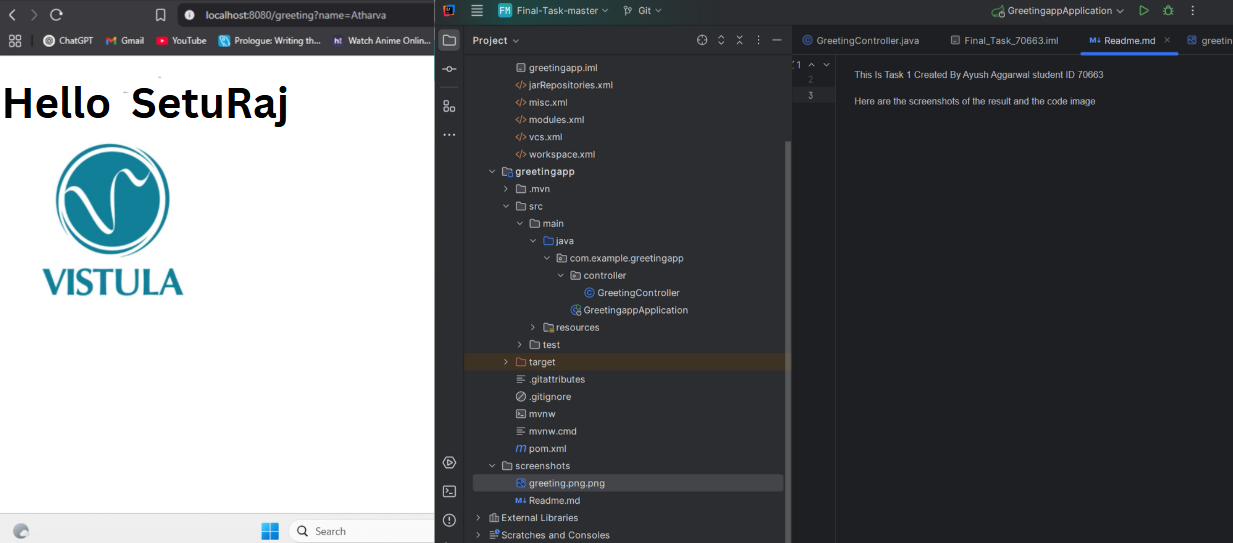 localhost:8080/greeting?name=Atharva
ChatGPT Gmail YouTube Prologue: Writing th... Watch Anime Online...
Hello SetuRaj
VISTULA
Search
FM Final-Task-master Git GreetingappApplication
Project
greetingapp.iml
jarRepositories.xml
misc.xml
modules.xml
vcs.xml
workspace.xml
greetingapp
.mvn
src
main
java
com.example.greetingapp
controller
GreetingController
GreetingappApplication
resources
test
target
.gitattributes
.gitignore
mvnw
mvnw.cmd
pom.xml
screenshots
greeting.png.png
Readme.md
External Libraries
Scratches and Consoles
GreetingController.java Final_Task_70663.iml Readme.md greetin
1
2
3
This Is Task 1 Created By Ayush Aggarwal student ID 70663
Here are the screenshots of the result and the code image